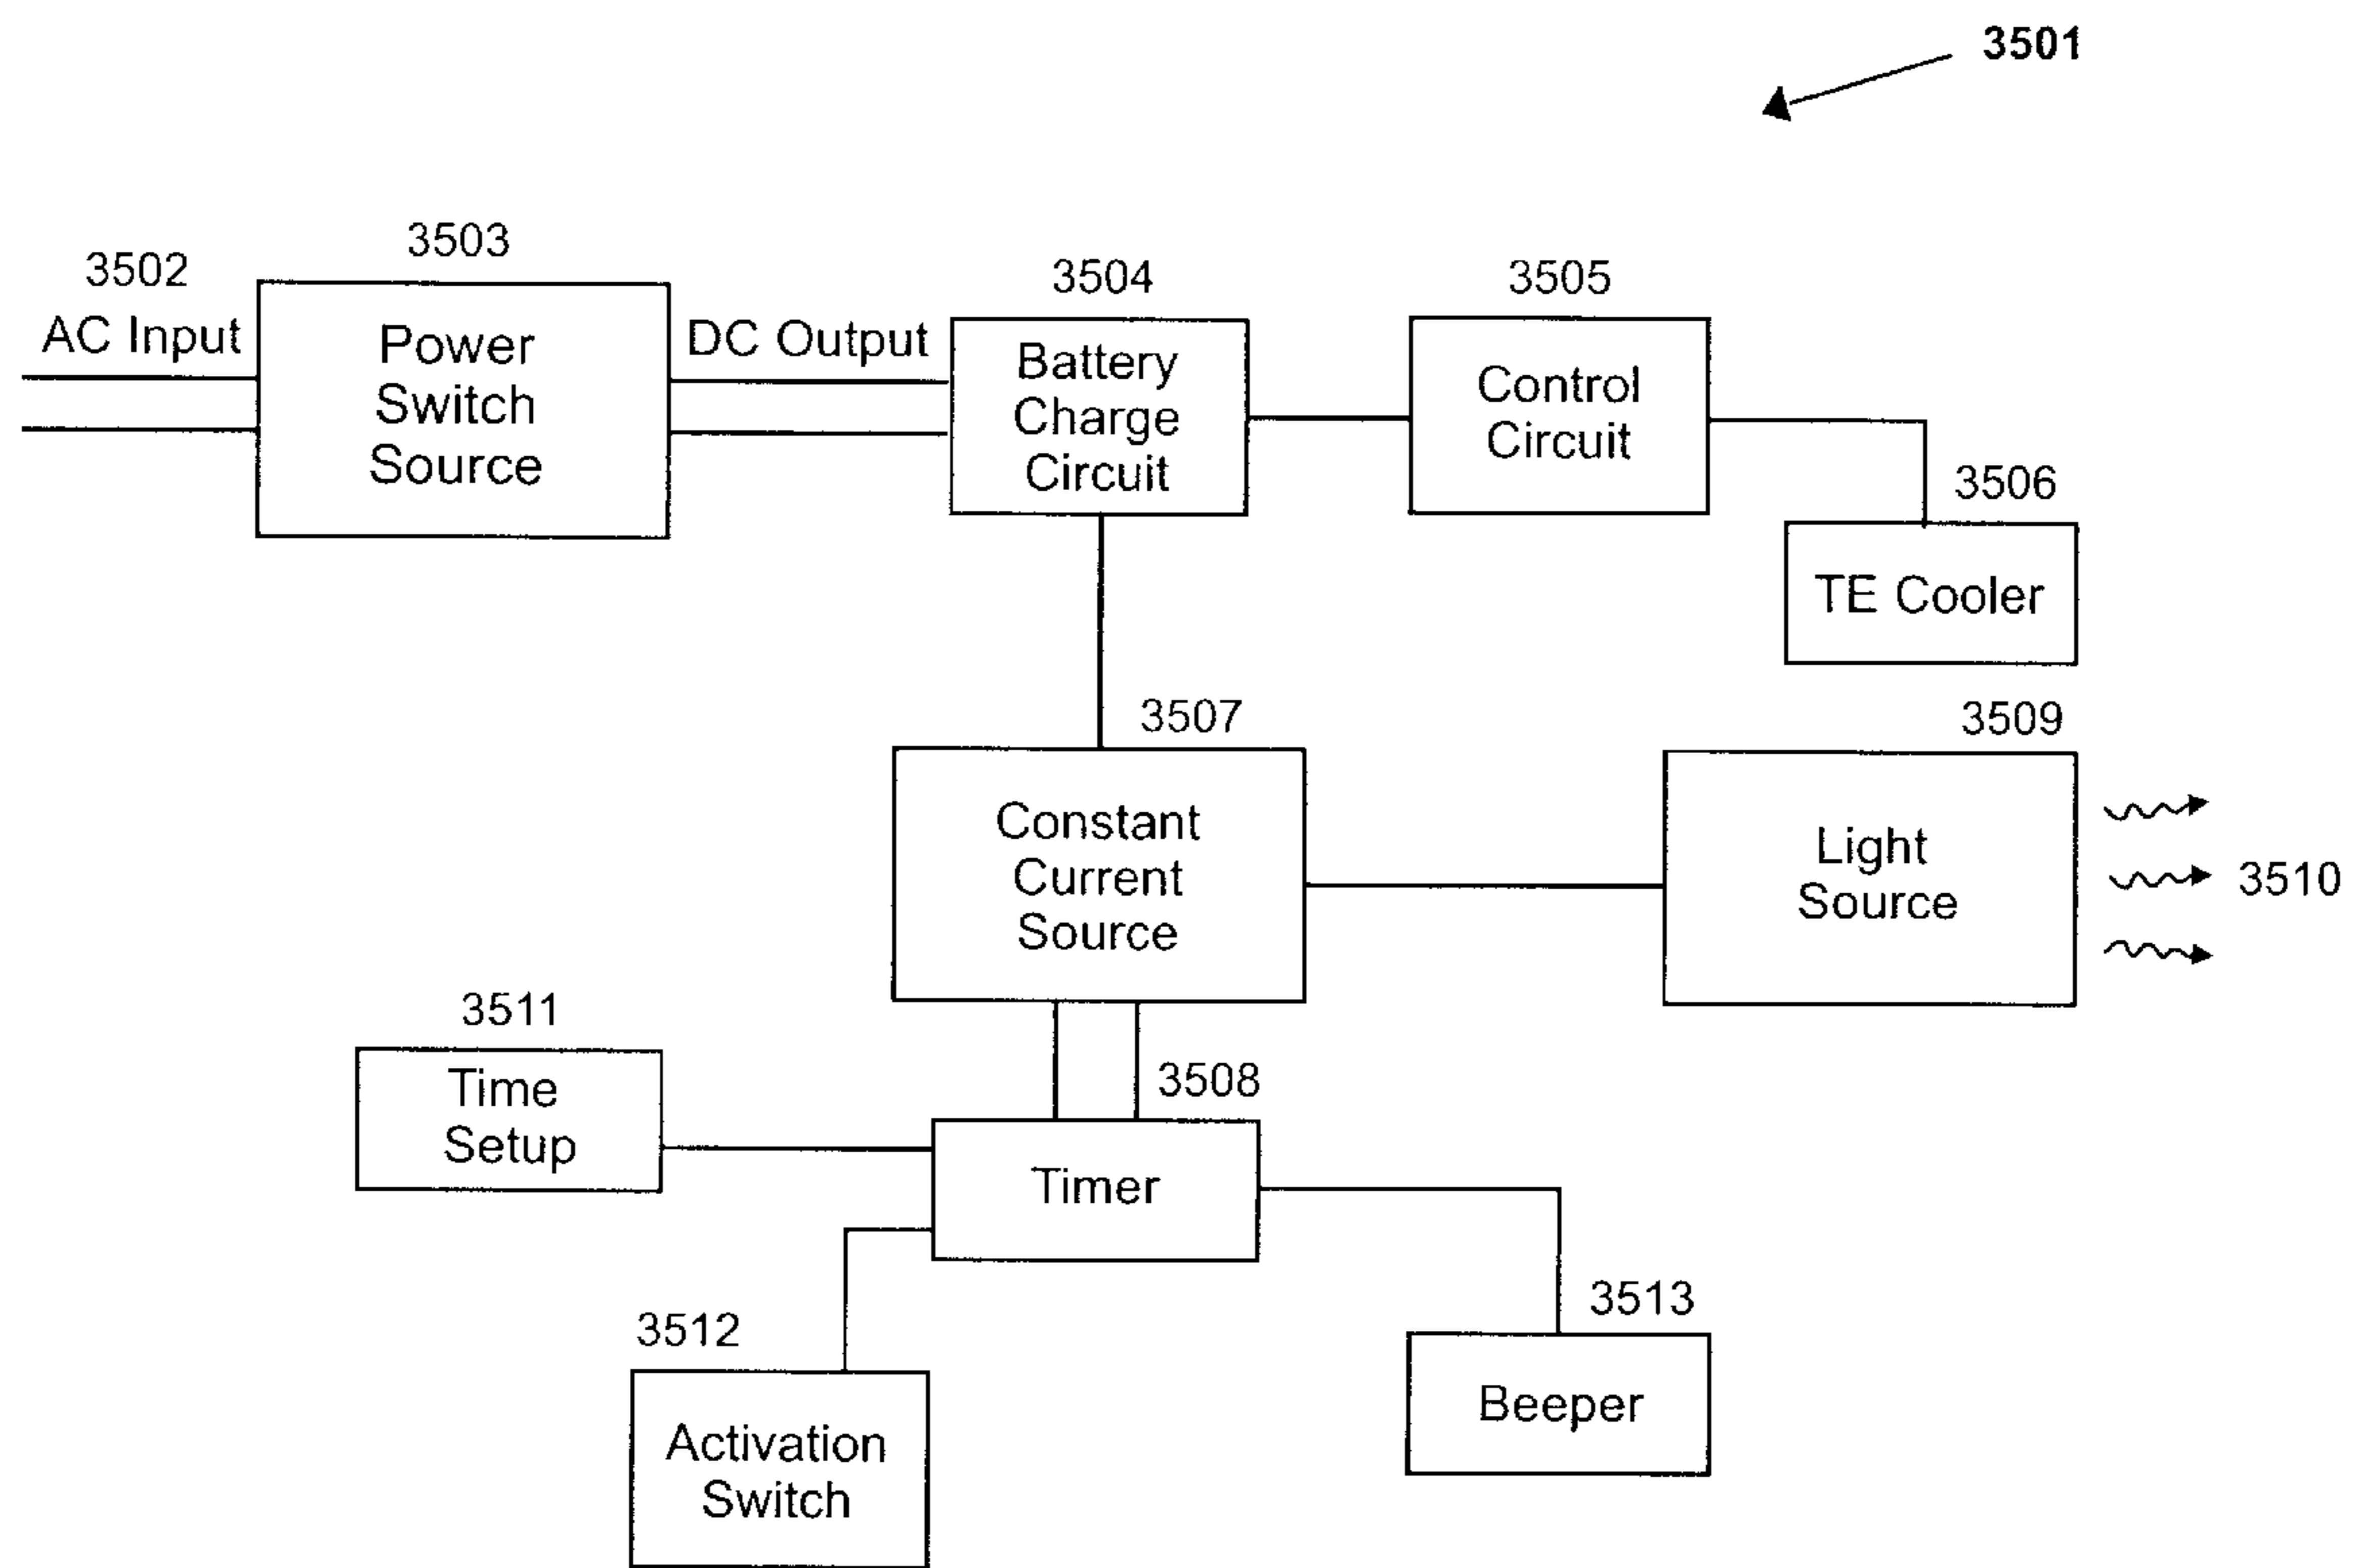 3501
3502
AC Input
3503
Power
Switch
Source
DC Output
3504
Battery
Charge
Circuit
3505
Control
Circuit
3506
TE Cooler
3507
Constant
Current
Source
3509
Light
Source
3510
3511
Time
Setup
3508
Timer
3512
Activation
Switch
3513
Beeper